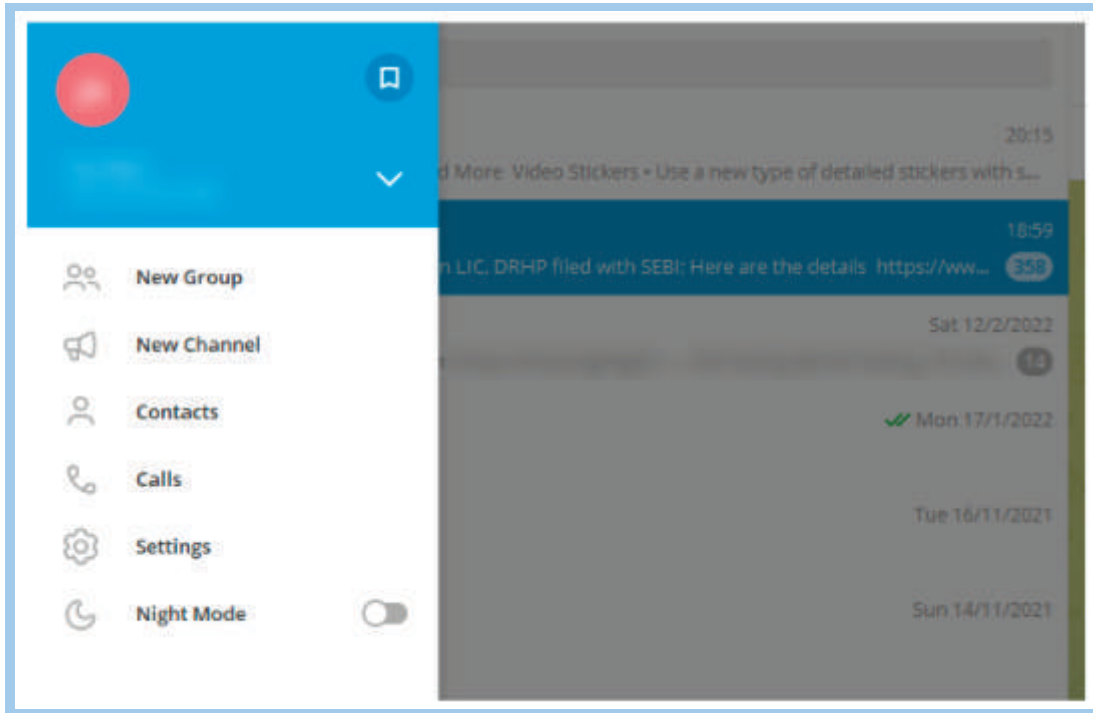 20:15
d More: Video Stickers • Use a new type of detailed stickers with s...
18:59
n LIC, DRHP filed with SEBI; Here are the details https://ww... 358
New Group
New Channel
Contacts
Calls
Settings
Night Mode
Sat 12/2/2022
14
Mon 17/1/2022
Tue 16/11/2021
Sun 14/11/2021